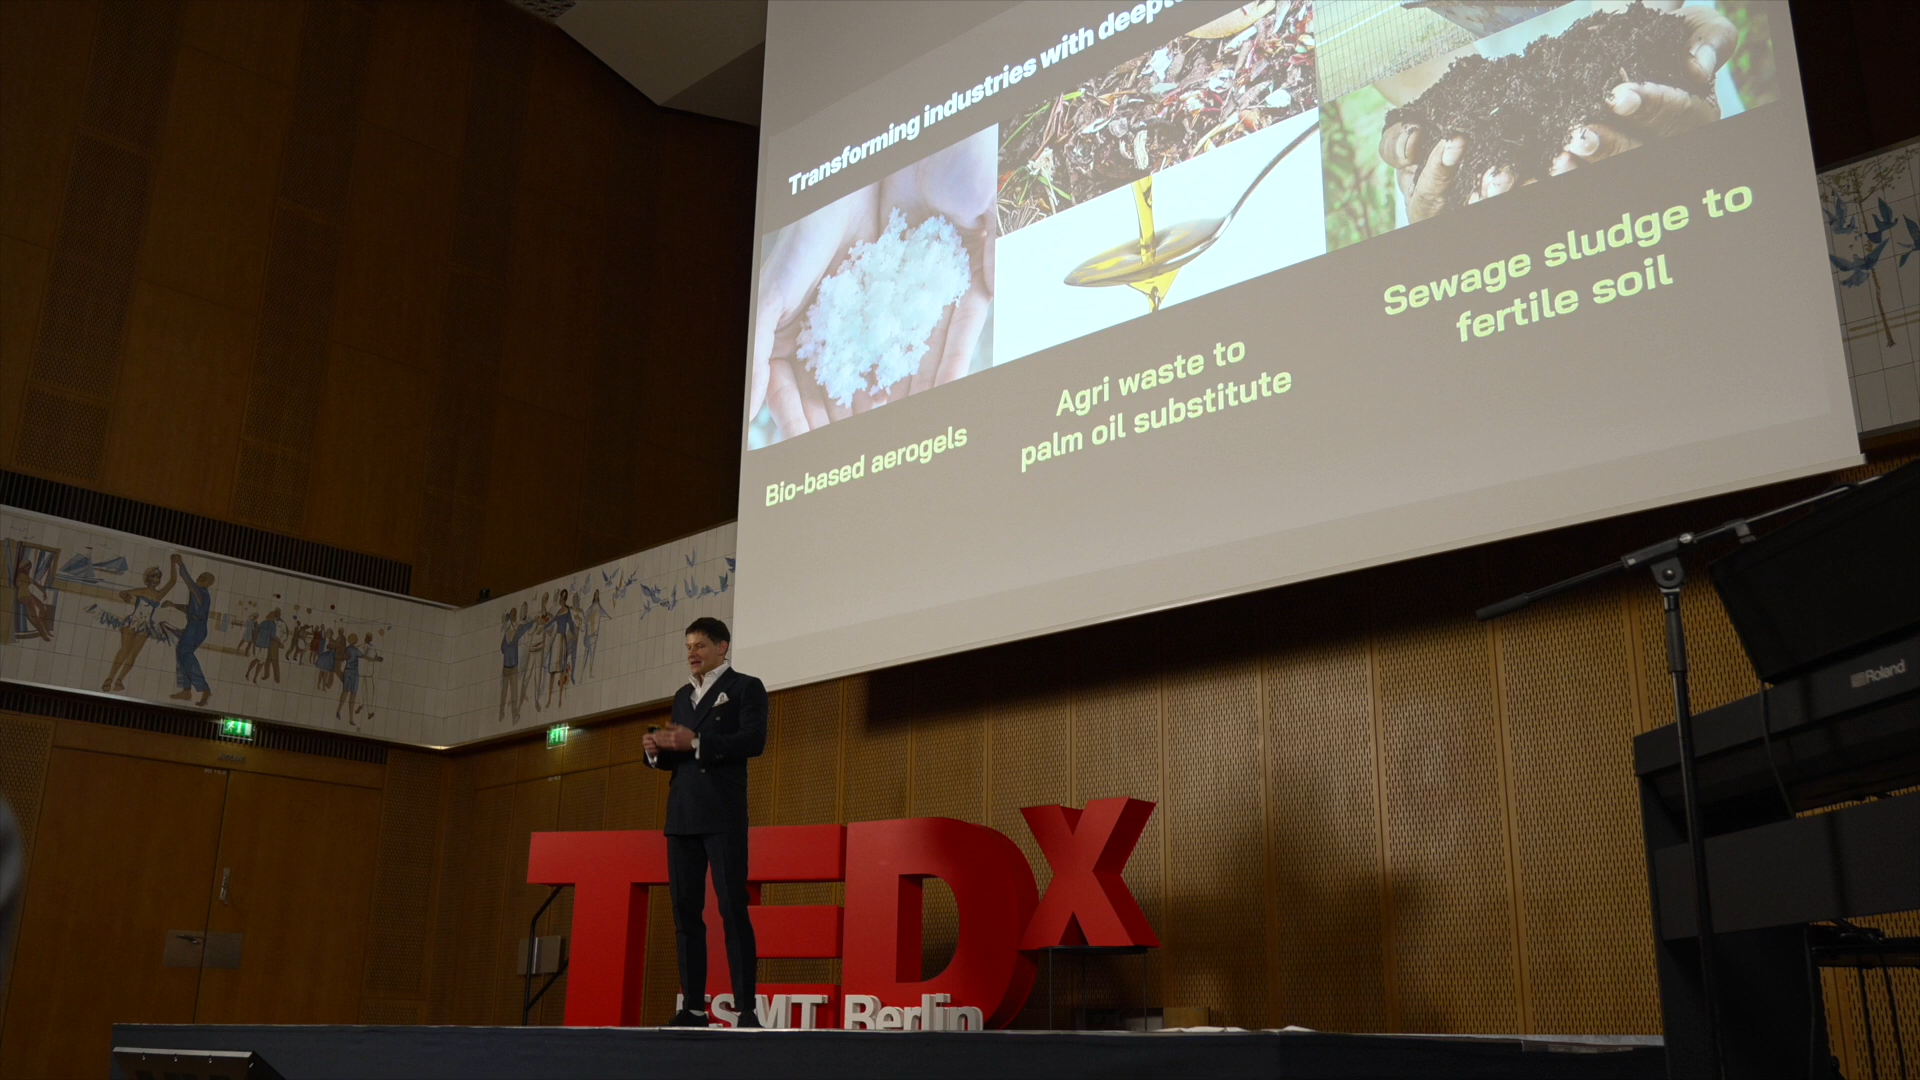 Transforming industries with
Bio-based aerogels
Agri waste to
palm oil substitute
Sewage sludge to
fertile soil
TEDx
ESMT Berlin
Roland